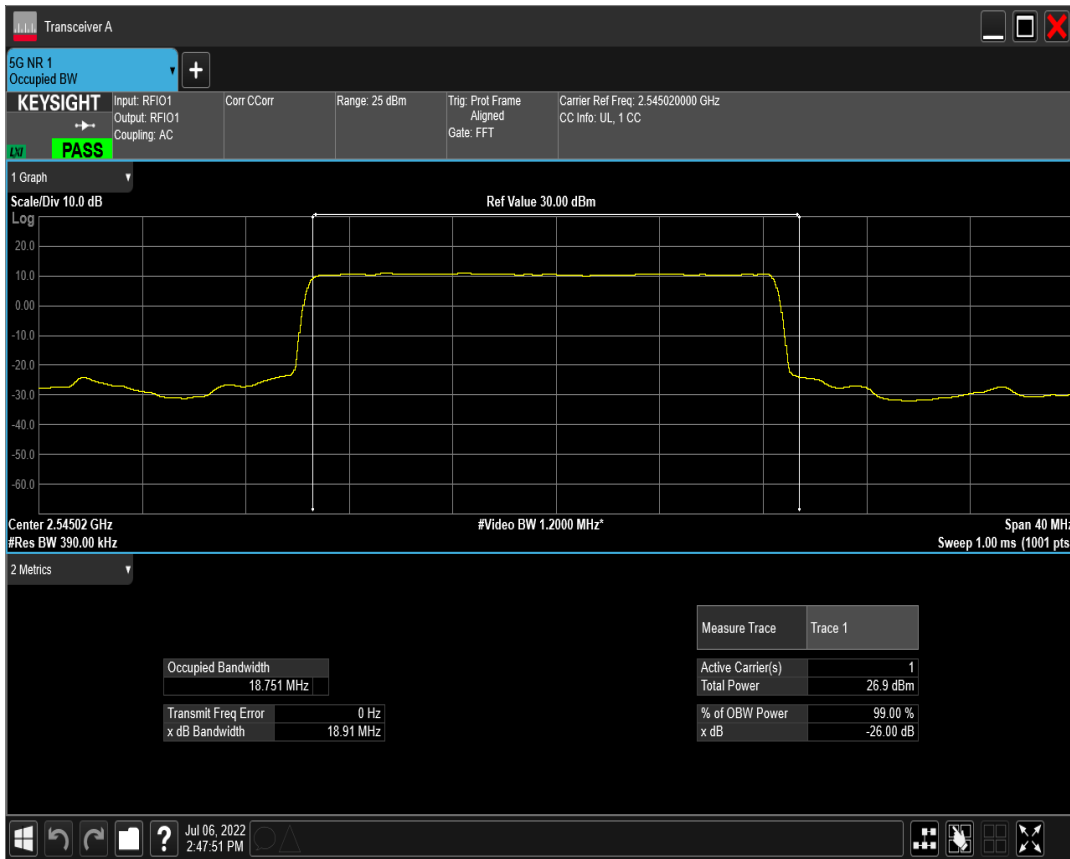 Transceiver A
5G NR 1
Occupied BW
KEYSIGHT
LXI
PASS
Input: RFIO1
Output: RFIO1
Coupling: AC
Corr CCorr
Range: 25 dBm
Trig: Prot Frame
Aligned
Gate: FFT
Carrier Ref Freq: 2.545020000 GHz
CC Info: UL, 1 CC
1 Graph
Scale/Div 10.0 dB
Ref Value 30.00 dBm
Log
20.0
10.0
0.00
-10.0
-20.0
-30.0
-40.0
-50.0
-60.0
Center 2.54502 GHz
#Video BW 1.2000 MHz*
Span 40 MHz
#Res BW 390.00 kHz
Sweep 1.00 ms (1001 pts
2 Metrics
Measure Trace Trace 1
Occupied Bandwidth
18.751 MHz
Active Carrier(s) 1
Total Power 26.9 dBm
Transmit Freq Error 0 Hz
x dB Bandwidth 18.91 MHz
% of OBW Power 99.00 %
x dB -26.00 dB
?
Jul 06, 2022
2:47:51 PM